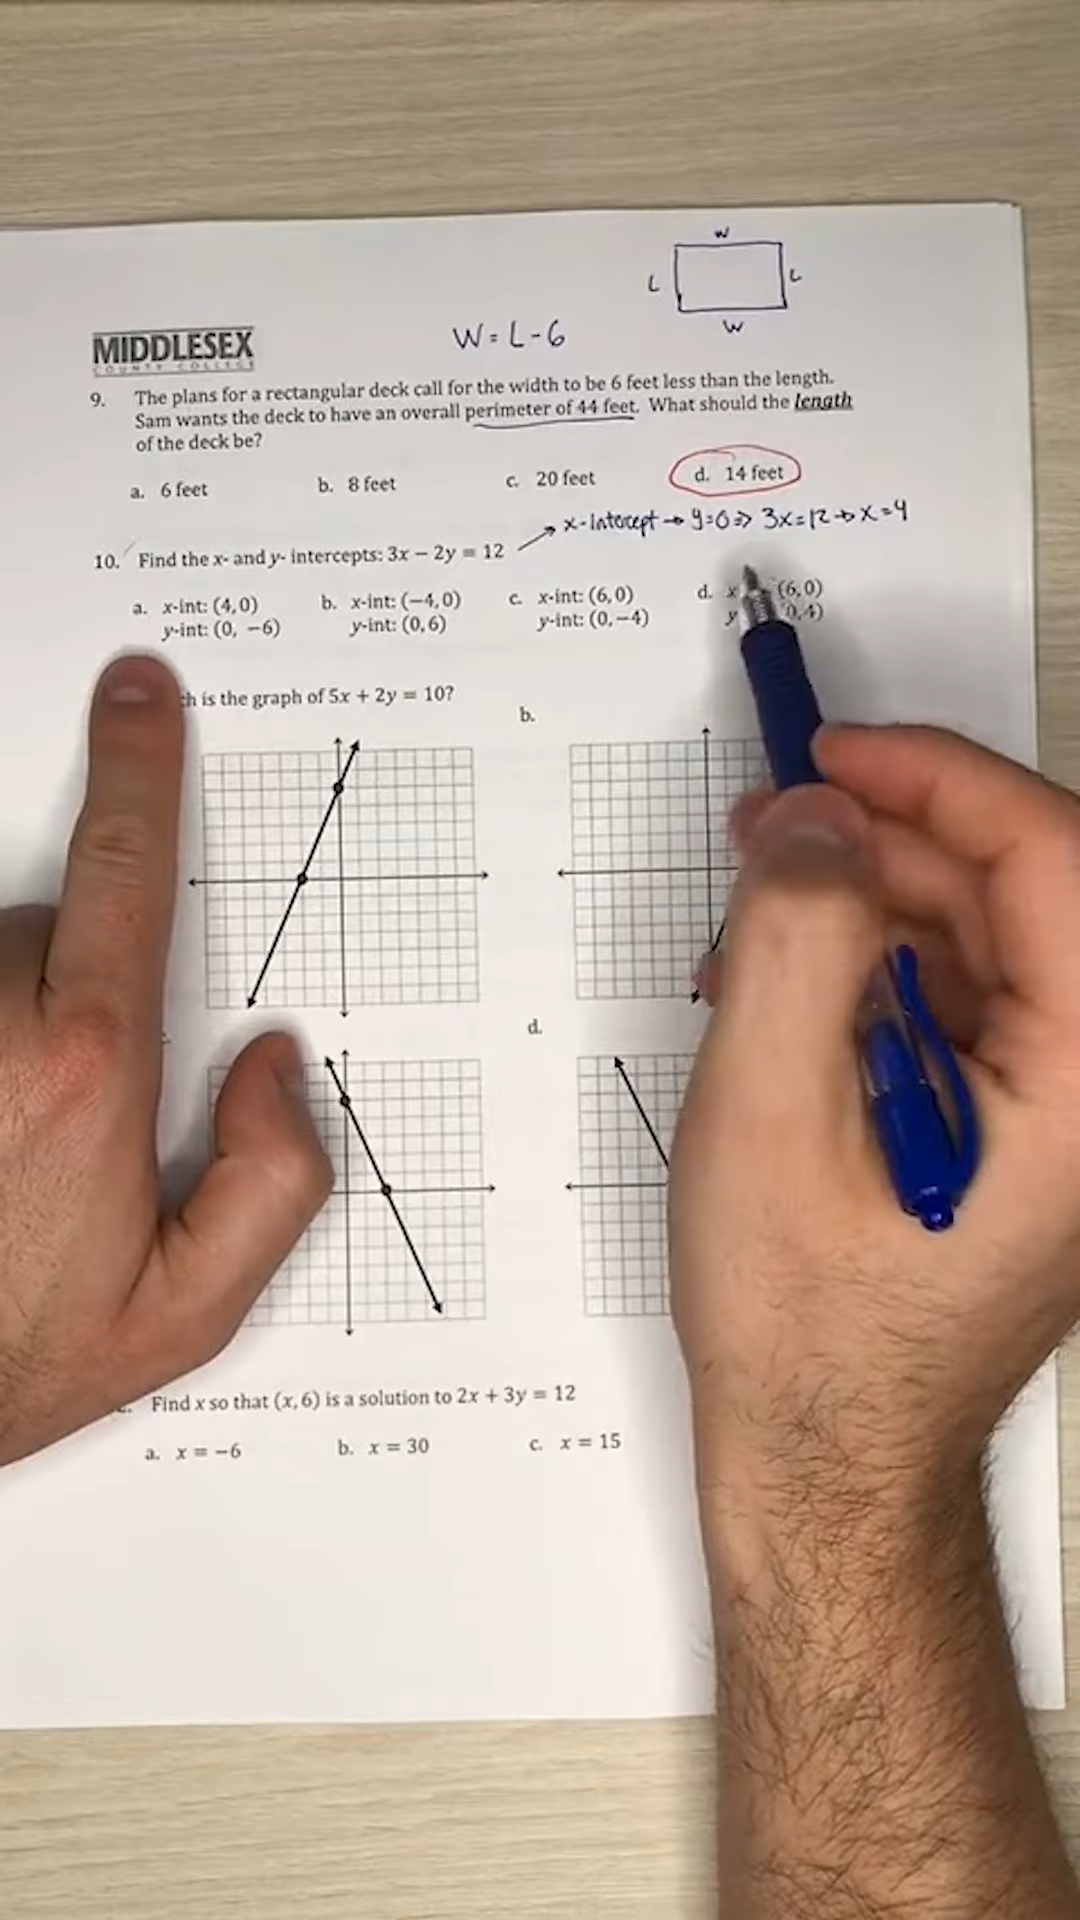 W
L
L
W
W = L - 6
MIDDLESEX
COUNTY COLLEGE
9. The plans for a rectangular deck call for the width to be 6 feet less than the length.
Sam wants the deck to have an overall perimeter of 44 feet. What should the length
of the deck be?
a. 6 feet b. 8 feet c. 20 feet d. 14 feet
x-Intercept → y=0 ⇒ 3x=12 → x=4
10. Find the x- and y- intercepts: 3x − 2y = 12
a. x-int: (4,0) b. x-int: (−4,0) c. x-int: (6,0) d. x (6,0)
y-int: (0, −6) y-int: (0,6) y-int: (0,−4) y 0,4)
is the graph of 5x + 2y = 10?
b.
d.
Find x so that (x, 6) is a solution to 2x + 3y = 12
a. x = −6 b. x = 30 c. x = 15